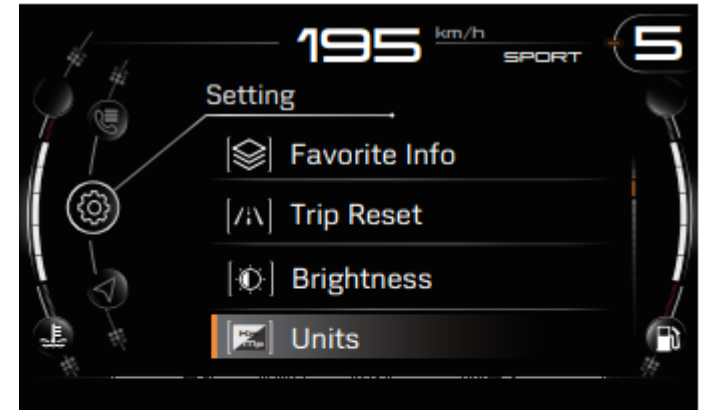 195 km/h
SPORT
5
Setting
Favorite Info
Trip Reset
Brightness
Units